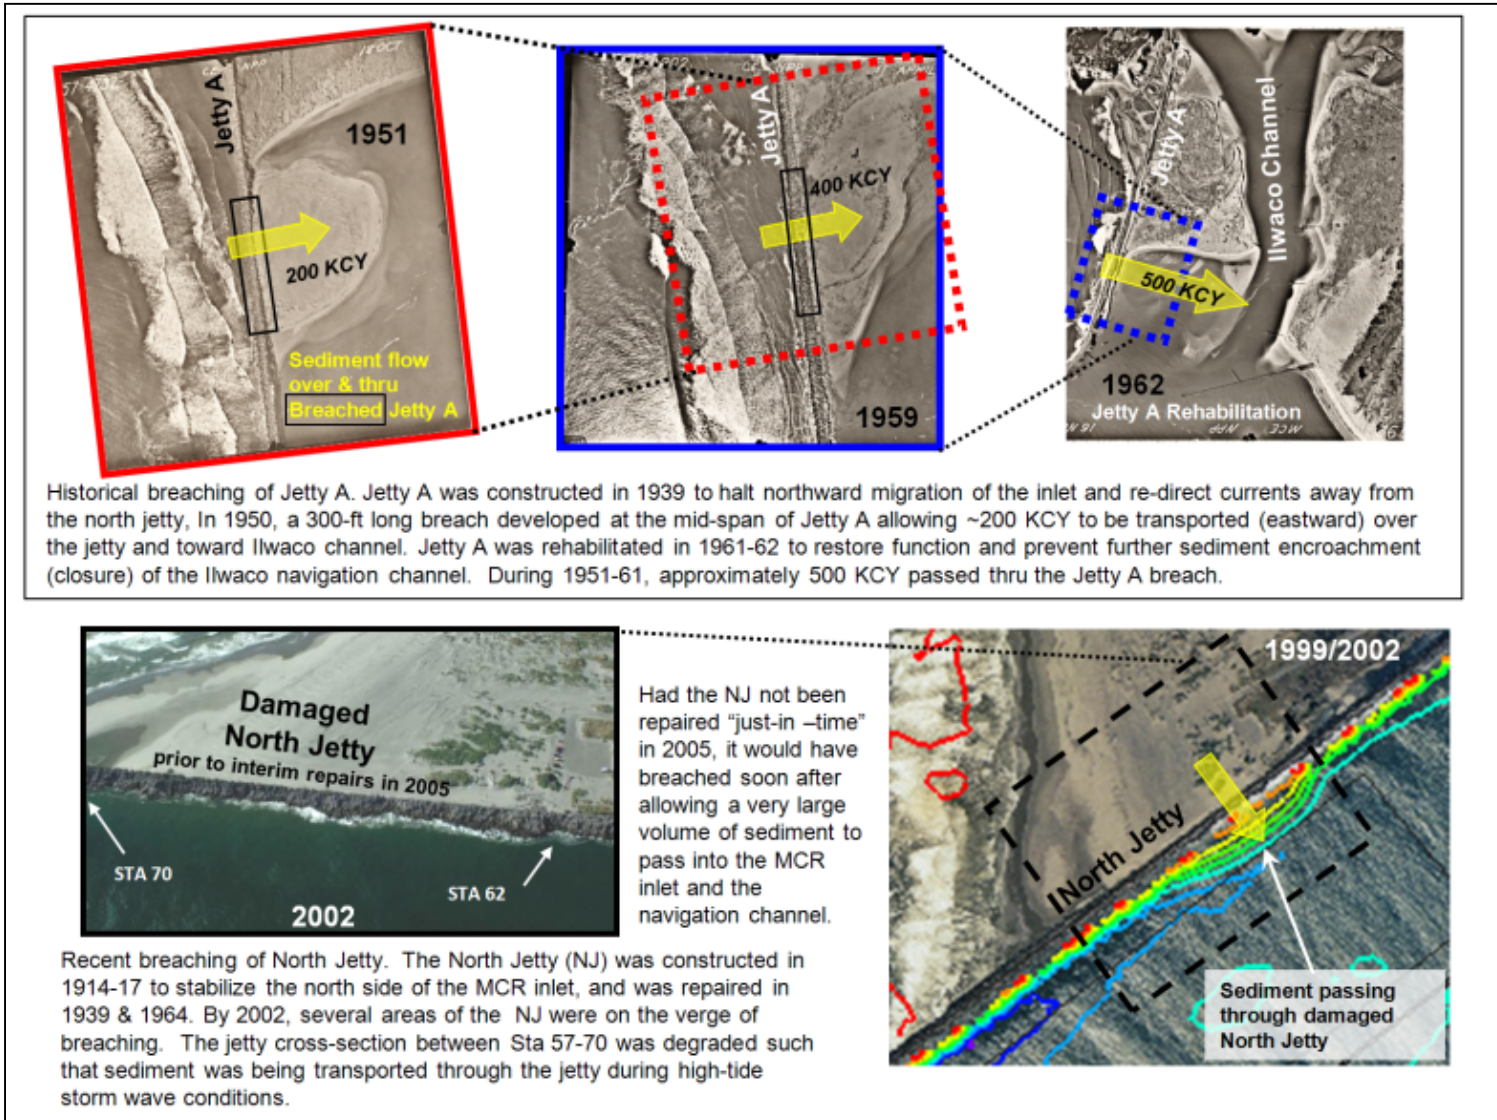 18 OCT
Jetty A
1951
200 KCY
Sediment flow
over & thru
Breached Jetty A
Jetty A
400 KCY
1959
Jetty A
Ilwaco Channel
500 KCY
1962
Jetty A Rehabilitation
Historical breaching of Jetty A. Jetty A was constructed in 1939 to halt northward migration of the inlet and re-direct currents away from
the north jetty, In 1950, a 300-ft long breach developed at the mid-span of Jetty A allowing ~200 KCY to be transported (eastward) over
the jetty and toward Ilwaco channel. Jetty A was rehabilitated in 1961-62 to restore function and prevent further sediment encroachment
(closure) of the Ilwaco navigation channel. During 1951-61, approximately 500 KCY passed thru the Jetty A breach.
Damaged
North Jetty
prior to interim repairs in 2005
STA 70
STA 62
2002
Had the NJ not been
repaired “just-in –time”
in 2005, it would have
breached soon after
allowing a very large
volume of sediment to
pass into the MCR
inlet and the
navigation channel.
1999/2002
North Jetty
Sediment passing
through damaged
North Jetty
Recent breaching of North Jetty. The North Jetty (NJ) was constructed in
1914-17 to stabilize the north side of the MCR inlet, and was repaired in
1939 & 1964. By 2002, several areas of the NJ were on the verge of
breaching. The jetty cross-section between Sta 57-70 was degraded such
that sediment was being transported through the jetty during high-tide
storm wave conditions.